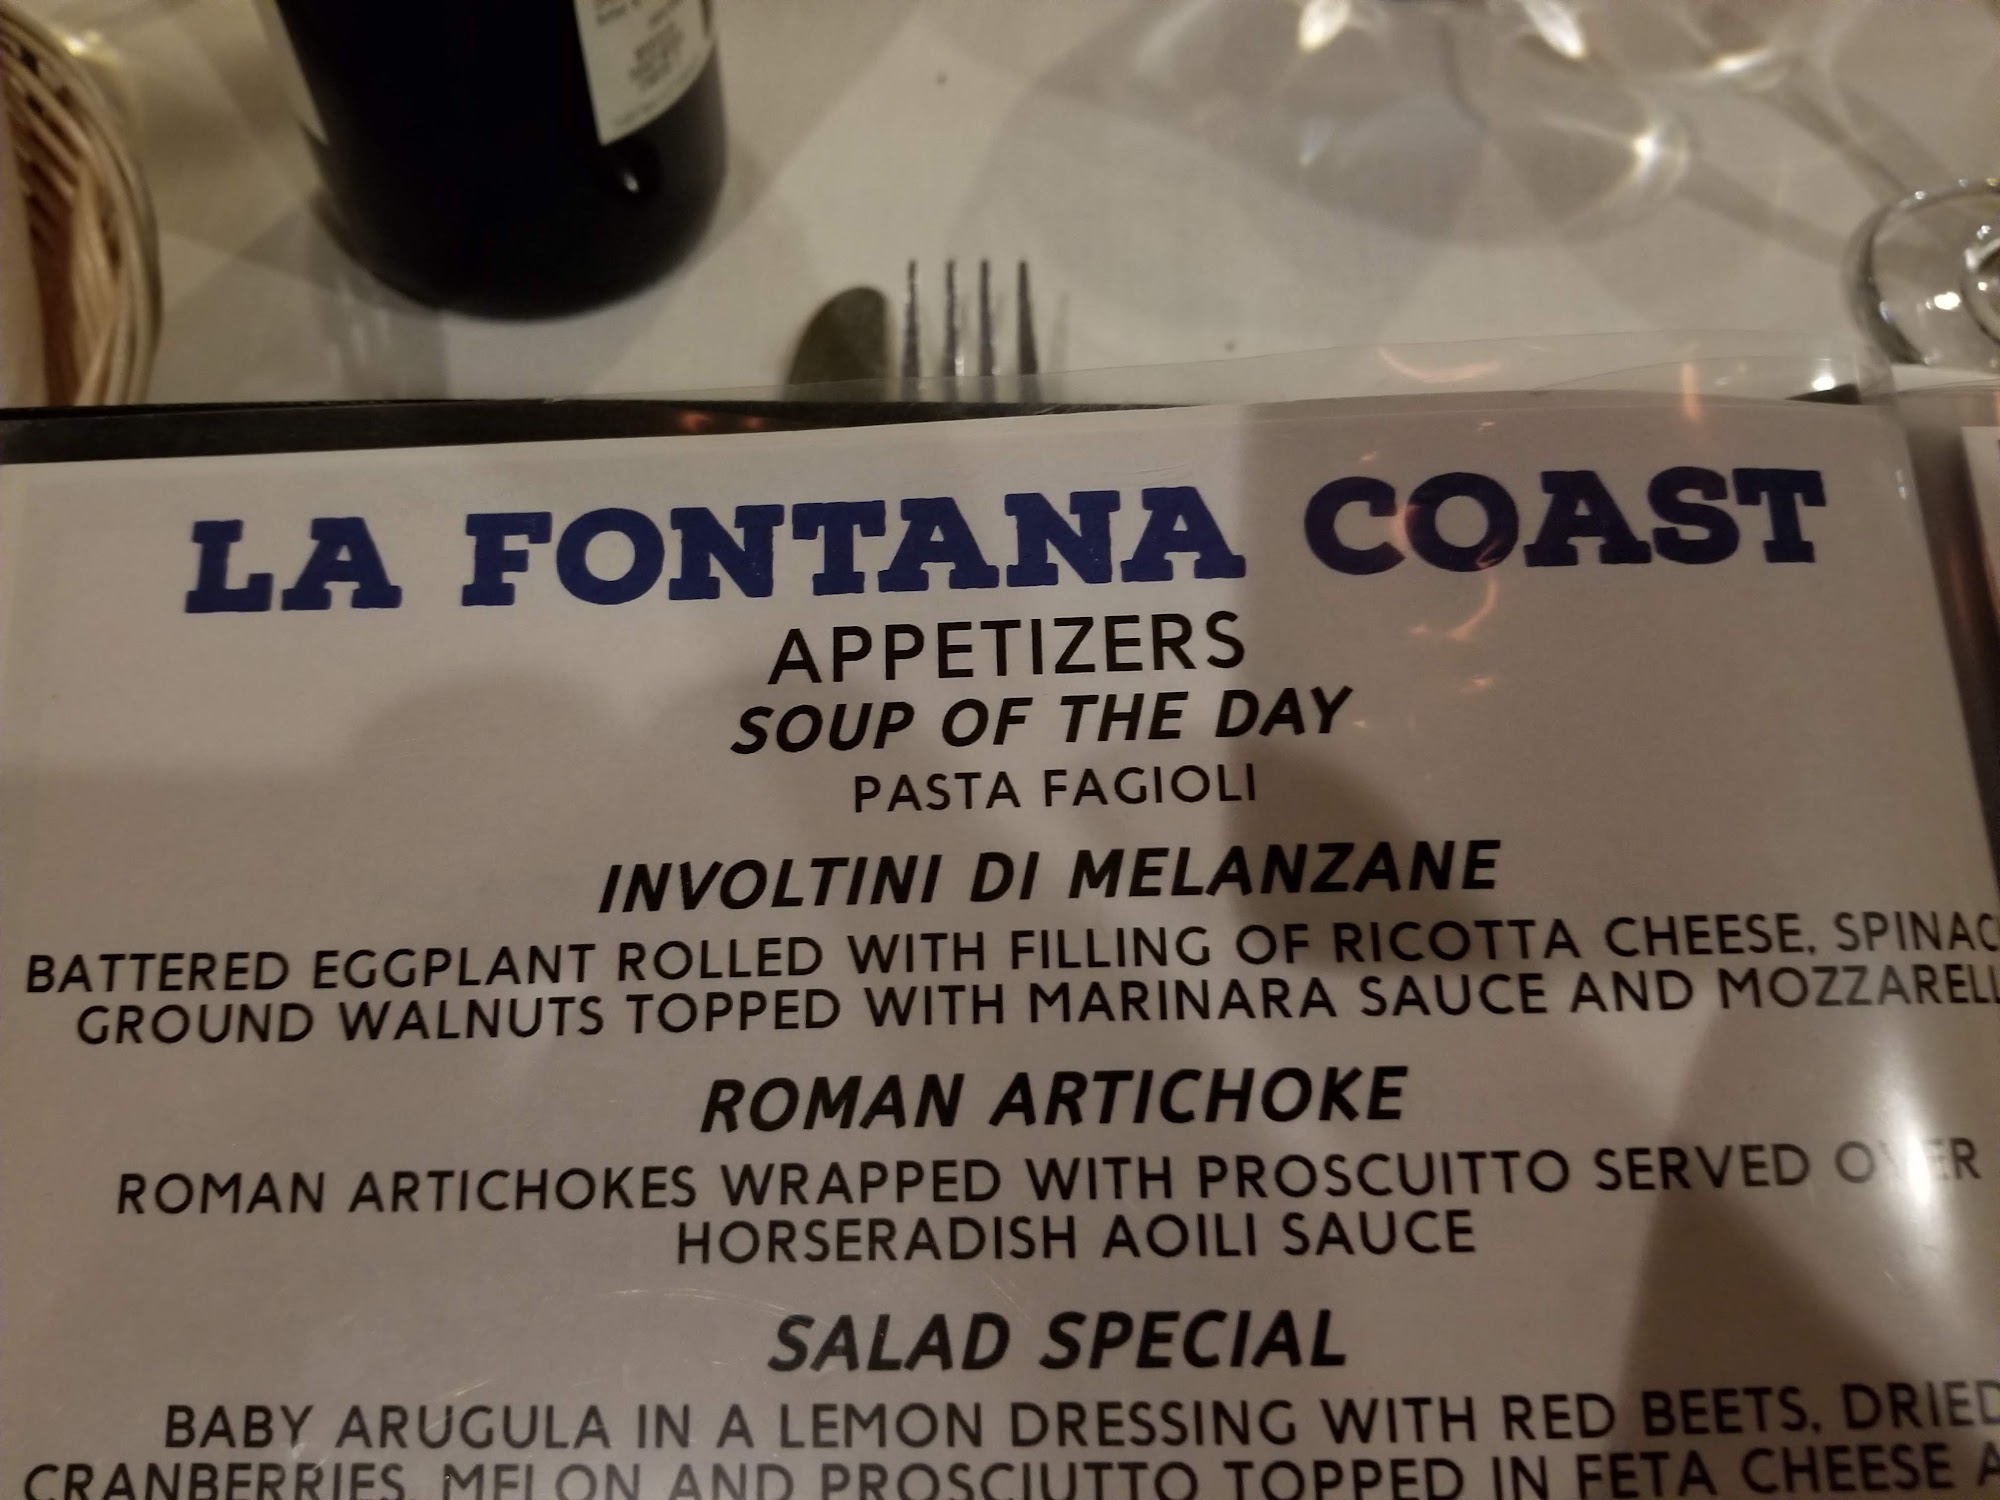 LA FONTANA COAST
APPETIZERS
SOUP OF THE DAY
PASTA FAGIOLI
INVOLTINI DI MELANZANE
BATTERED EGGPLANT ROLLED WITH FILLING OF RICOTTA CHEESE, SPINAC
GROUND WALNUTS TOPPED WITH MARINARA SAUCE AND MOZZARELL
ROMAN ARTICHOKE
ROMAN ARTICHOKES WRAPPED WITH PROSCUITTO SERVED OVER
HORSERADISH AOILI SAUCE
SALAD SPECIAL
BABY ARUGULA IN A LEMON DRESSING WITH RED BEETS, DRIED
CRANBERRIES, MELON AND PROSCIUTTO TOPPED IN FETA CHEESE A